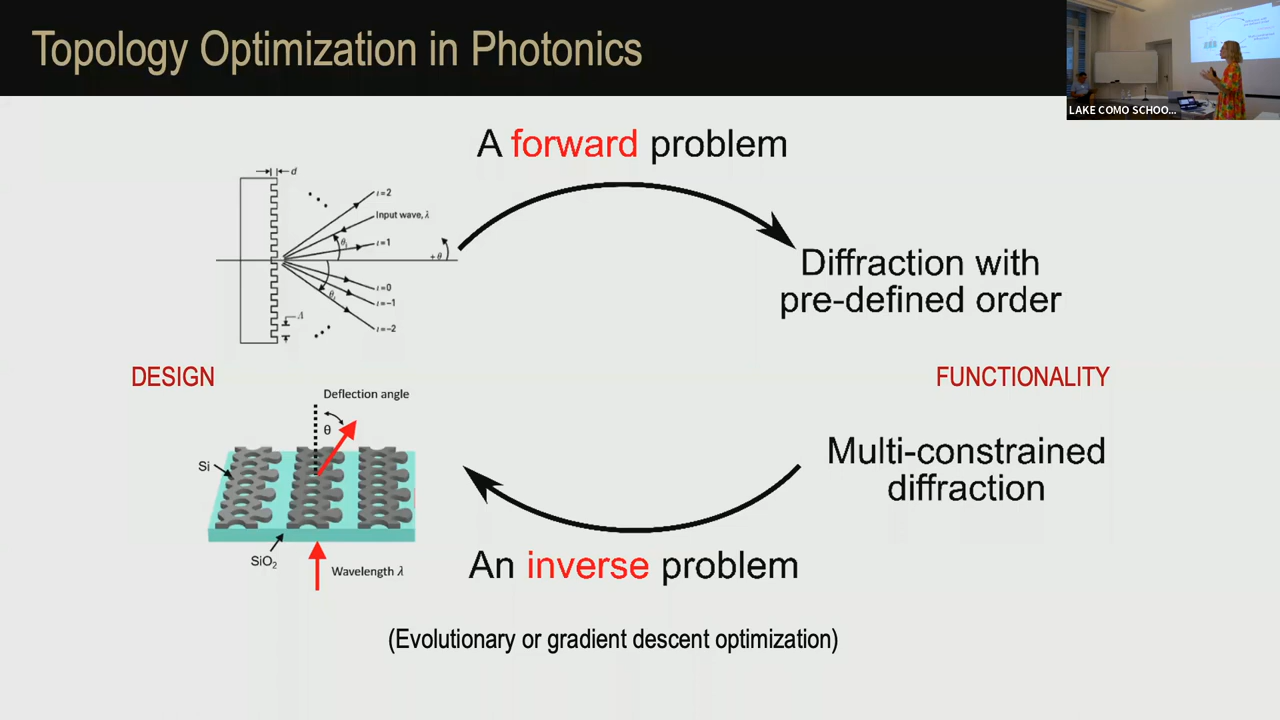 Topology Optimization in Photonics
LAKE COMO SCHOO...
A forward problem
d
ι=2
Input wave, λ
θᵢ
ι=1
+θ
ι=0
θᵢ
ι=−1
Λ
ι=−2
Diffraction with
pre-defined order
DESIGN
FUNCTIONALITY
Deflection angle
θ
Si
SiO₂
Wavelength λ
Multi-constrained
diffraction
An inverse problem
(Evolutionary or gradient descent optimization)